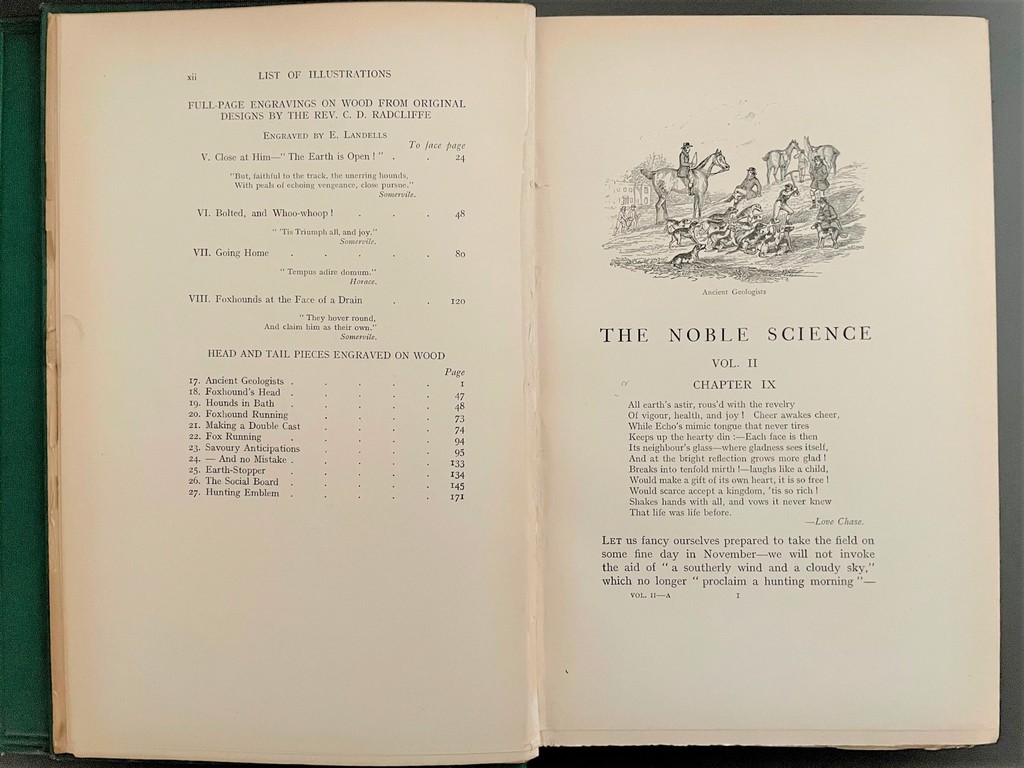 xii LIST OF ILLUSTRATIONS
FULL-PAGE ENGRAVINGS ON WOOD FROM ORIGINAL
DESIGNS BY THE REV. C. D. RADCLIFFE
ENGRAVED BY E. LANDELLS
To face page
V. Close at Him—" The Earth is Open ! " . . 24
"But, faithful to the track, the unerring hounds,
With peals of echoing vengeance, close pursue."
Somervile.
VI. Bolted, and Whoo-whoop ! . . . 48
" 'Tis Triumph all, and joy."
Somervile.
VII. Going Home . . . . . 80
" Tempus adire domum."
Horace.
VIII. Foxhounds at the Face of a Drain . . 120
" They hover round,
And claim him as their own."
Somervile.
HEAD AND TAIL PIECES ENGRAVED ON WOOD
Page
17. Ancient Geologists . . . . . 1
18. Foxhound's Head . . . . . 47
19. Hounds in Bath . . . . . 48
20. Foxhound Running . . . . 73
21. Making a Double Cast . . . . 74
22. Fox Running . . . . . 94
23. Savoury Anticipations . . . . 95
24. — And no Mistake . . . . . 133
25. Earth-Stopper . . . . . 134
26. The Social Board . . . . . 145
27. Hunting Emblem . . . . . 171
Ancient Geologists
THE NOBLE SCIENCE
VOL. II
CHAPTER IX
All earth's astir, rous'd with the revelry
Of vigour, health, and joy ! Cheer awakes cheer,
While Echo's mimic tongue that never tires
Keeps up the hearty din :—Each face is then
Its neighbour's glass—where gladness sees itself,
And at the bright reflection grows more glad !
Breaks into tenfold mirth !—laughs like a child,
Would make a gift of its own heart, it is so free !
Would scarce accept a kingdom, 'tis so rich !
Shakes hands with all, and vows it never knew
That life was life before.
—Love Chase.
LET us fancy ourselves prepared to take the field on
some fine day in November—we will not invoke
the aid of " a southerly wind and a cloudy sky,"
which no longer " proclaim a hunting morning "—
VOL. II—A 1